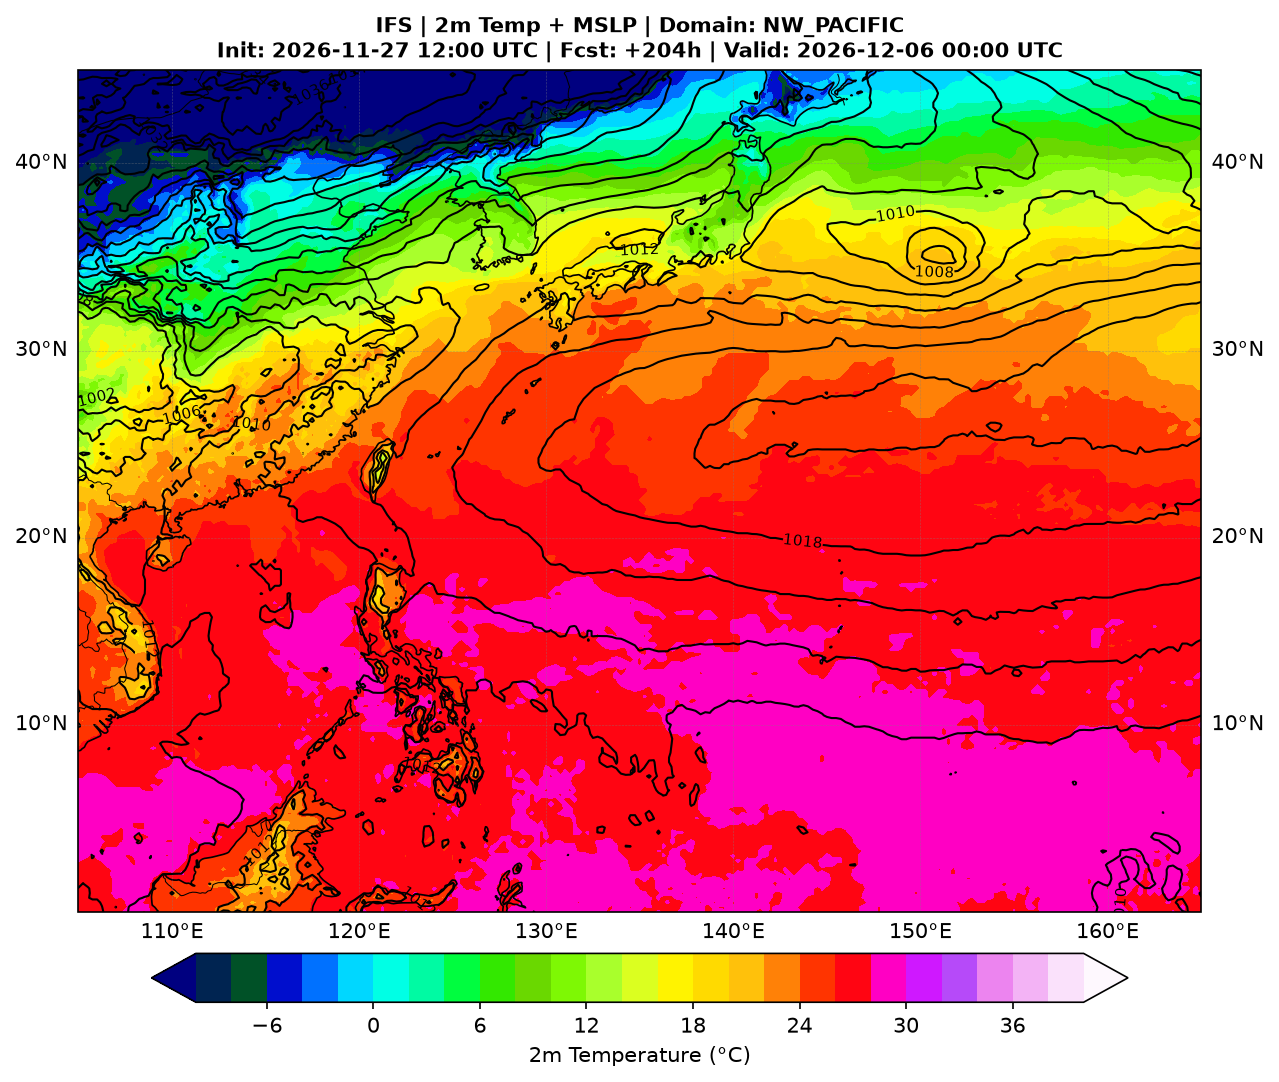 IFS | 2m Temp + MSLP | Domain: NW_PACIFIC
Init: 2026-11-27 12:00 UTC | Fcst: +204h | Valid: 2026-12-06 00:00 UTC
40°N
40°N
1010
1012
1008
30°N
30°N
1002
1006
1010
20°N
20°N
1018
1012
10°N
10°N
1012
110°E
120°E
130°E
140°E
150°E
160°E
−6
0
6
12
18
24
30
36
2m Temperature (°C)